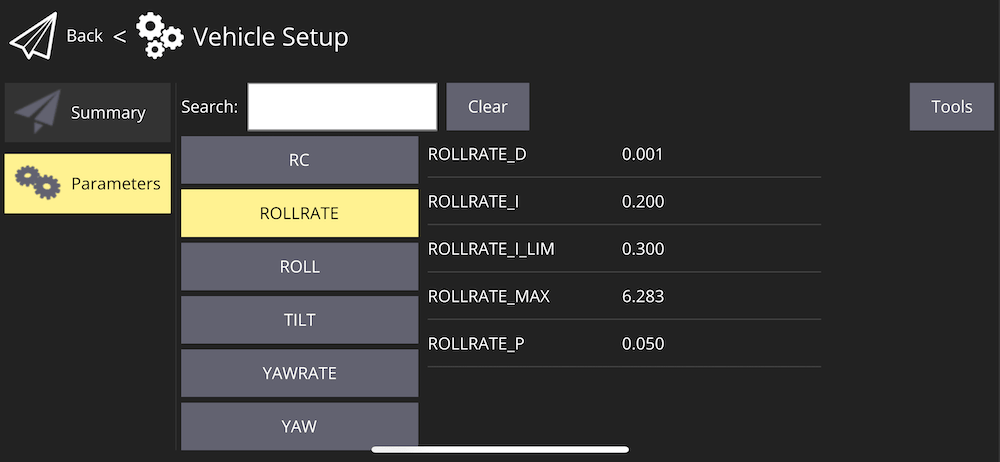 Back < Vehicle Setup
Summary
Parameters
Search:
Clear
Tools
RC
ROLLRATE
ROLL
TILT
YAWRATE
YAW
ROLLRATE_D 0.001
ROLLRATE_I 0.200
ROLLRATE_I_LIM 0.300
ROLLRATE_MAX 6.283
ROLLRATE_P 0.050